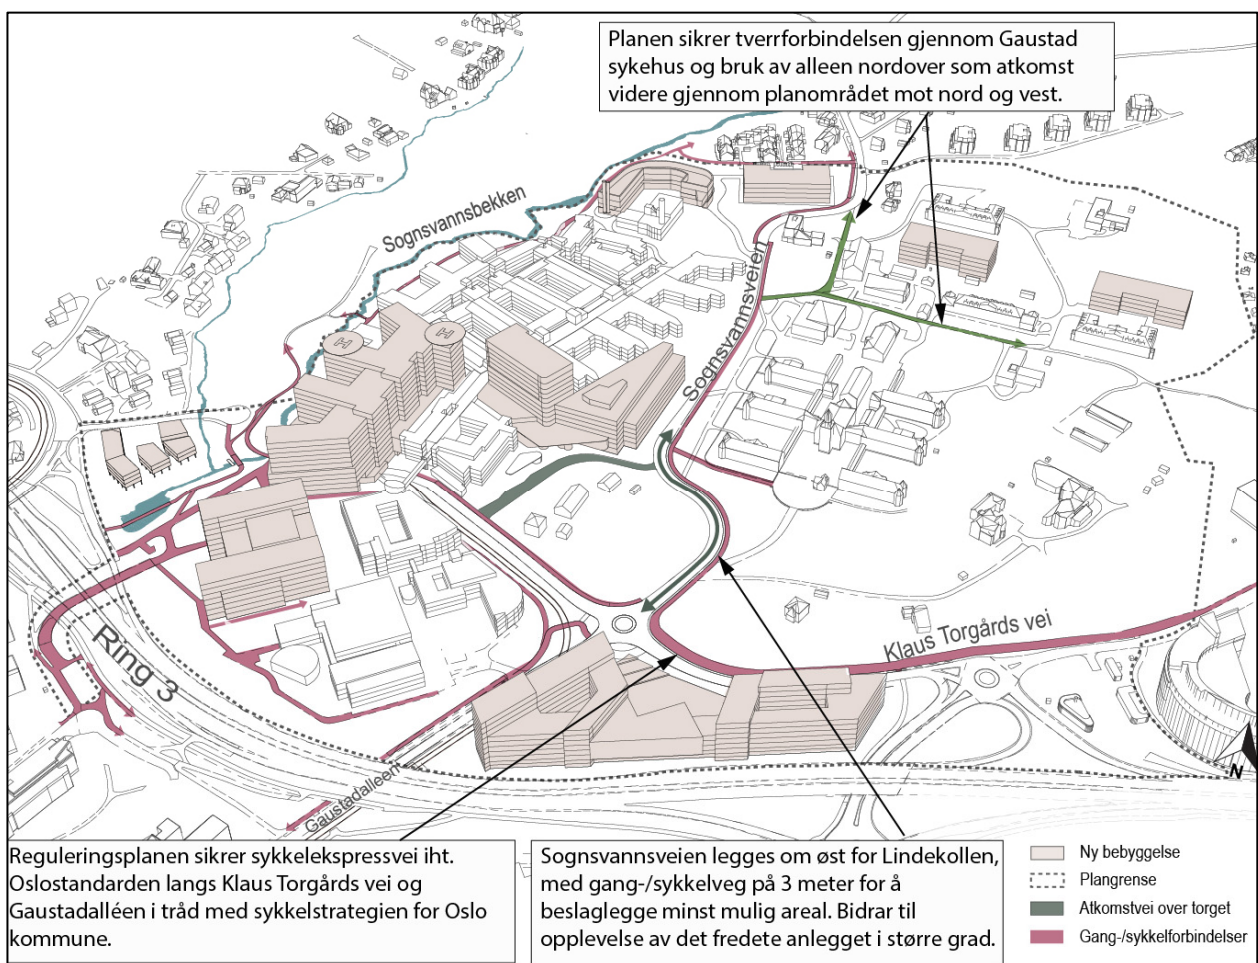 Planen sikrer tverrforbindelsen gjennom Gaustad
sykehus og bruk av alleen nordover som atkomst
videre gjennom planområdet mot nord og vest.
Sognsvannsbekken
Sognsvannsveien
H
H
Ring 3
Klaus Torgårds vei
Gaustadalleen
N
Reguleringsplanen sikrer sykkelekspressvei iht.
Oslostandarden langs Klaus Torgårds vei og
Gaustadalléen i tråd med sykkelstrategien for Oslo
kommune.
Sognsvannsveien legges om øst for Lindekollen,
med gang-/sykkelveg på 3 meter for å
beslaglegge minst mulig areal. Bidrar til
opplevelse av det fredete anlegget i større grad.
Ny bebyggelse
Plangrense
Atkomstvei over torget
Gang-/sykkelforbindelser